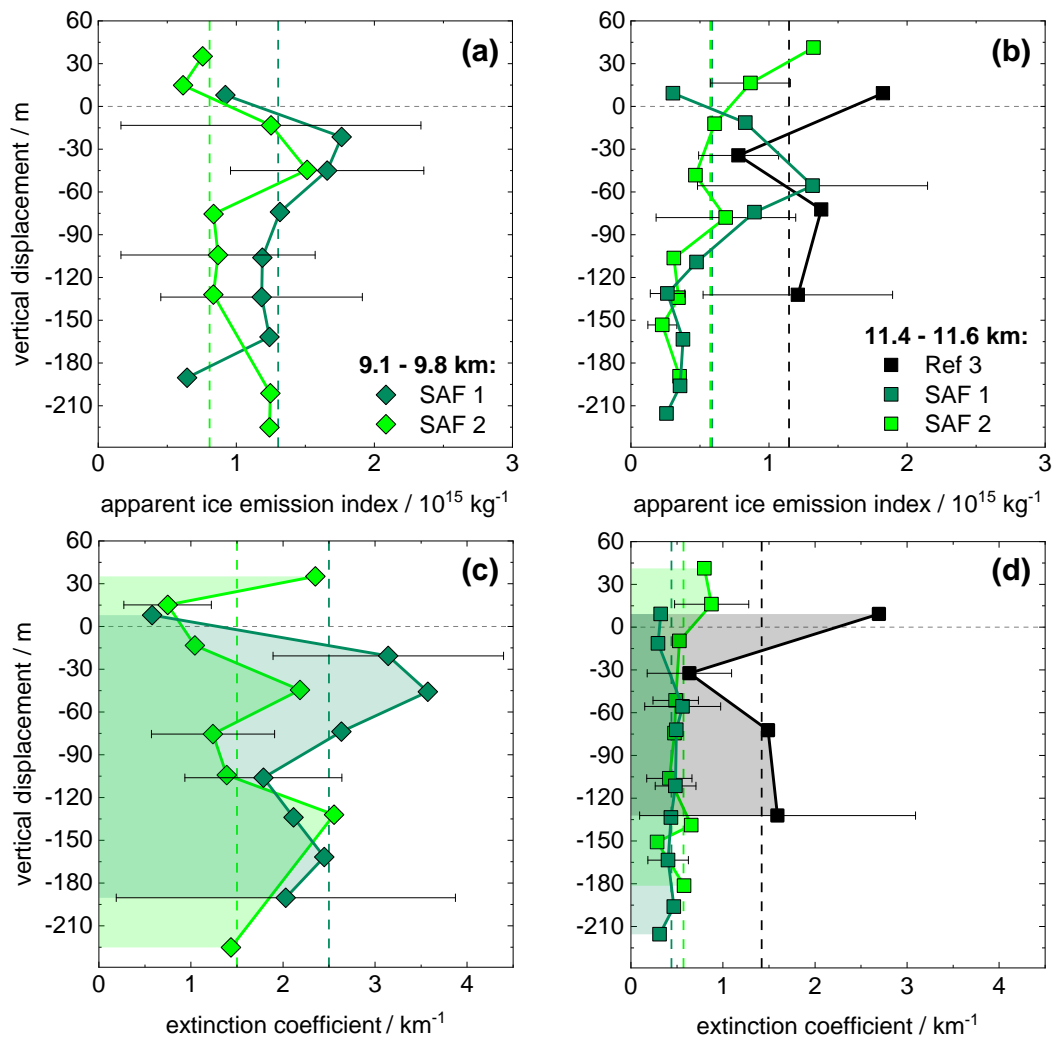 (a)
60
30
0
-30
-60
-90
-120
-150
-180
-210
vertical displacement / m
9.1 - 9.8 km:
SAF 1
SAF 2
0 1 2 3
apparent ice emission index / 10¹⁵ kg⁻¹
(b)
60
30
0
-30
-60
-90
-120
-150
-180
-210
11.4 - 11.6 km:
Ref 3
SAF 1
SAF 2
0 1 2 3
apparent ice emission index / 10¹⁵ kg⁻¹
(c)
60
30
0
-30
-60
-90
-120
-150
-180
-210
vertical displacement / m
0 1 2 3 4
extinction coefficient / km⁻¹
(d)
60
30
0
-30
-60
-90
-120
-150
-180
-210
0 1 2 3 4
extinction coefficient / km⁻¹